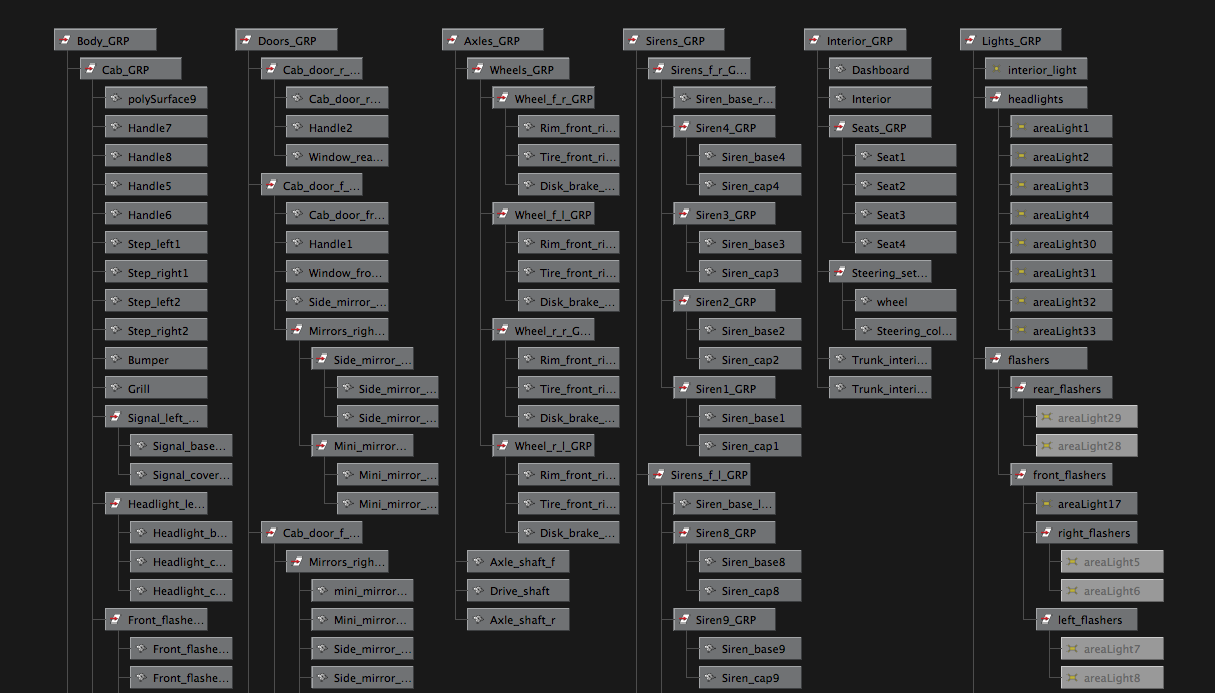 Body_GRP
Cab_GRP
polySurface9
Handle7
Handle8
Handle5
Handle6
Step_left1
Step_right1
Step_left2
Step_right2
Bumper
Grill
Signal_left_...
Signal_base...
Signal_cover...
Headlight_le...
Headlight_b...
Headlight_c...
Headlight_c...
Front_flashe...
Front_flashe...
Front_flashe...
Doors_GRP
Cab_door_r_...
Cab_door_r...
Handle2
Window_rea...
Cab_door_f_...
Cab_door_fr...
Handle1
Window_fro...
Side_mirror_...
Mirrors_righ...
Side_mirror_...
Side_mirror_...
Side_mirror_...
Mini_mirror...
Mini_mirror_...
Mini_mirror_...
Cab_door_f_...
Mirrors_righ...
mini_mirror...
Mini_mirror...
Side_mirror_...
Side_mirror_...
Axles_GRP
Wheels_GRP
Wheel_f_r_GRP
Rim_front_ri...
Tire_front_ri...
Disk_brake_...
Wheel_f_l_GRP
Rim_front_ri...
Tire_front_ri...
Disk_brake_...
Wheel_r_r_G...
Rim_front_ri...
Tire_front_ri...
Disk_brake_...
Wheel_r_l_GRP
Rim_front_ri...
Tire_front_ri...
Disk_brake_...
Axle_shaft_f
Drive_shaft
Axle_shaft_r
Sirens_GRP
Sirens_f_r_G...
Siren_base_r...
Siren4_GRP
Siren_base4
Siren_cap4
Siren3_GRP
Siren_base3
Siren_cap3
Siren2_GRP
Siren_base2
Siren_cap2
Siren1_GRP
Siren_base1
Siren_cap1
Sirens_f_l_GRP
Siren_base_l...
Siren8_GRP
Siren_base8
Siren_cap8
Siren9_GRP
Siren_base9
Siren_cap9
Interior_GRP
Dashboard
Interior
Seats_GRP
Seat1
Seat2
Seat3
Seat4
Steering_set...
wheel
Steering_col...
Trunk_interi...
Trunk_interi...
Lights_GRP
interior_light
headlights
areaLight1
areaLight2
areaLight3
areaLight4
areaLight30
areaLight31
areaLight32
areaLight33
flashers
rear_flashers
areaLight29
areaLight28
front_flashers
areaLight17
right_flashers
areaLight5
areaLight6
left_flashers
areaLight7
areaLight8